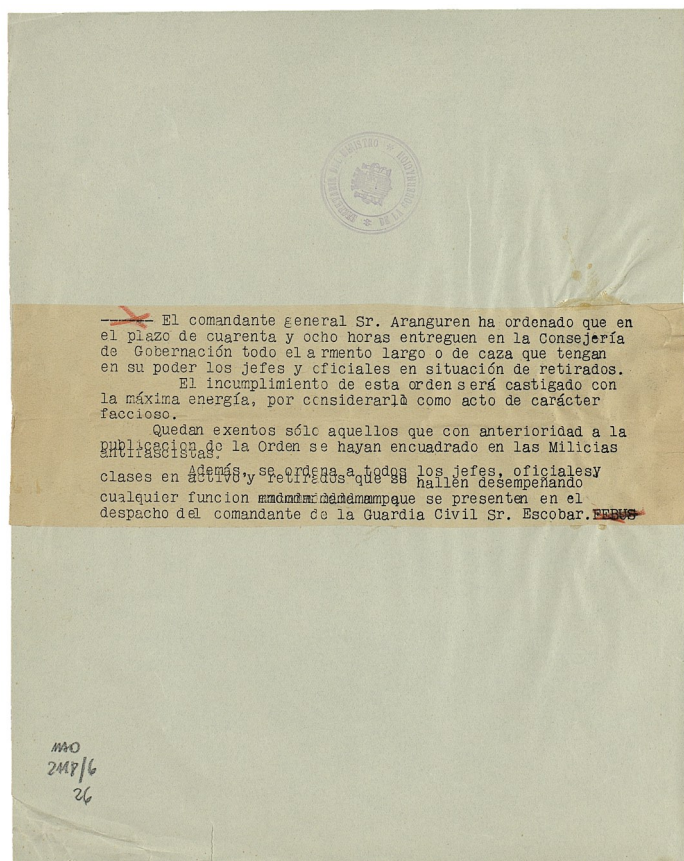 El comandante general Sr. Aranguren ha ordenado que en
el plazo de cuarenta y ocho horas entreguen en la Consejería
de Gobernación todo el armento largo o de caza que tengan
en su poder los jefes y oficiales en situación de retirados.
El incumplimiento de esta orden será castigado con
la máxima energía, por considerarlo como acto de carácter
faccioso.
Quedan exentos sólo aquellos que con anterioridad a la
publicacion de la Orden se hayan encuadrado en las Milicias
antifascistas.
Además, se ordena a todos los jefes, oficialesy
clases en activo y retirados que se hallen desempeñando
cualquier funcion que se presenten en el
despacho del comandante de la Guardia Civil Sr. Escobar. FEBUS
2118/6
26